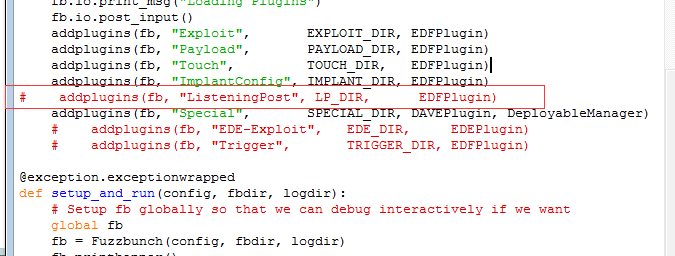 fb.io.print_msg("Loading Plugins")
fb.io.post_input()
addplugins(fb, "Exploit", EXPLOIT_DIR, EDFPlugin)
addplugins(fb, "Payload", PAYLOAD_DIR, EDFPlugin)
addplugins(fb, "Touch", TOUCH_DIR, EDFPlugin)
addplugins(fb, "ImplantConfig", IMPLANT_DIR, EDFPlugin)
# addplugins(fb, "ListeningPost", LP_DIR, EDFPlugin)
addplugins(fb, "Special", SPECIAL_DIR, DAVEPlugin, DeployableManager)
# addplugins(fb, "EDE-Exploit", EDE_DIR, EDEPlugin)
# addplugins(fb, "Trigger", TRIGGER_DIR, EDFPlugin)
@exception.exceptionwrapped
def setup_and_run(config, fbdir, logdir):
# Setup fb globally so that we can debug interactively if we want
global fb
fb = Fuzzbunch(config, fbdir, logdir)
fb.printbanner()